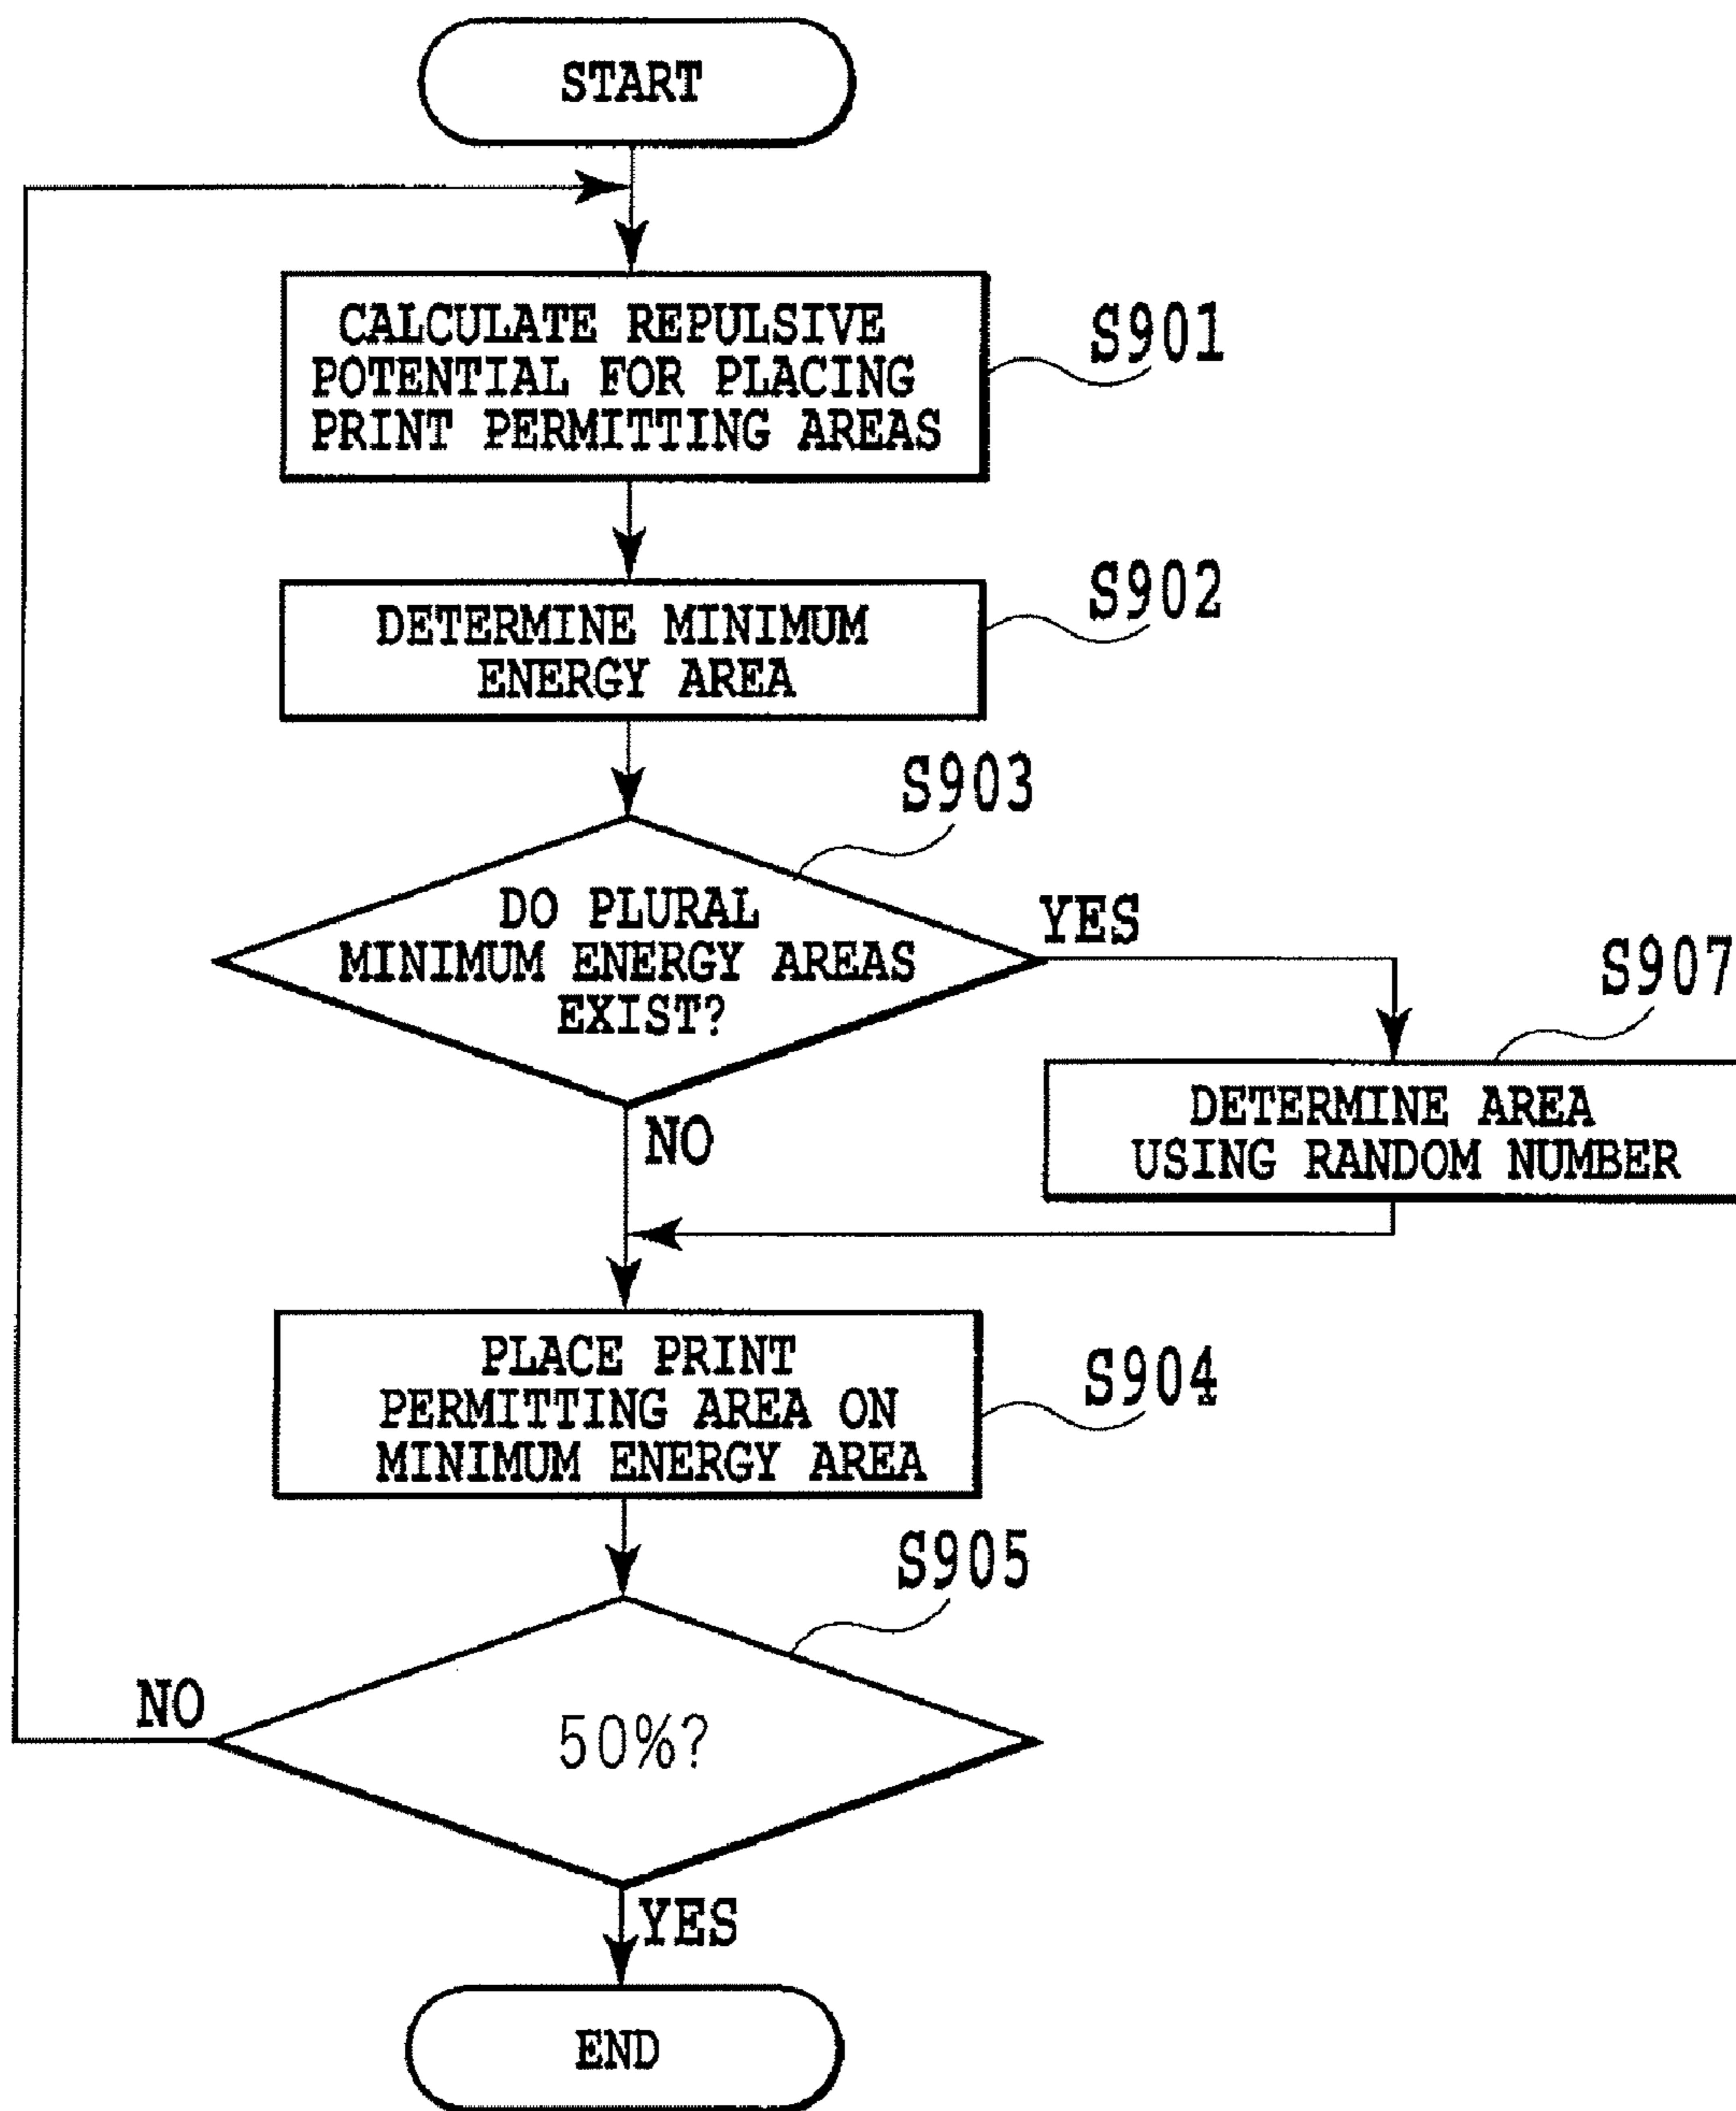 START
CALCULATE REPULSIVE
POTENTIAL FOR PLACING
PRINT PERMITTING AREAS
S901
DETERMINE MINIMUM
ENERGY AREA
S902
S903
DO PLURAL
MINIMUM ENERGY AREAS
EXIST?
YES
NO
S907
DETERMINE AREA
USING RANDOM NUMBER
PLACE PRINT
PERMITTING AREA ON
MINIMUM ENERGY AREA
S904
S905
50%?
NO
YES
END